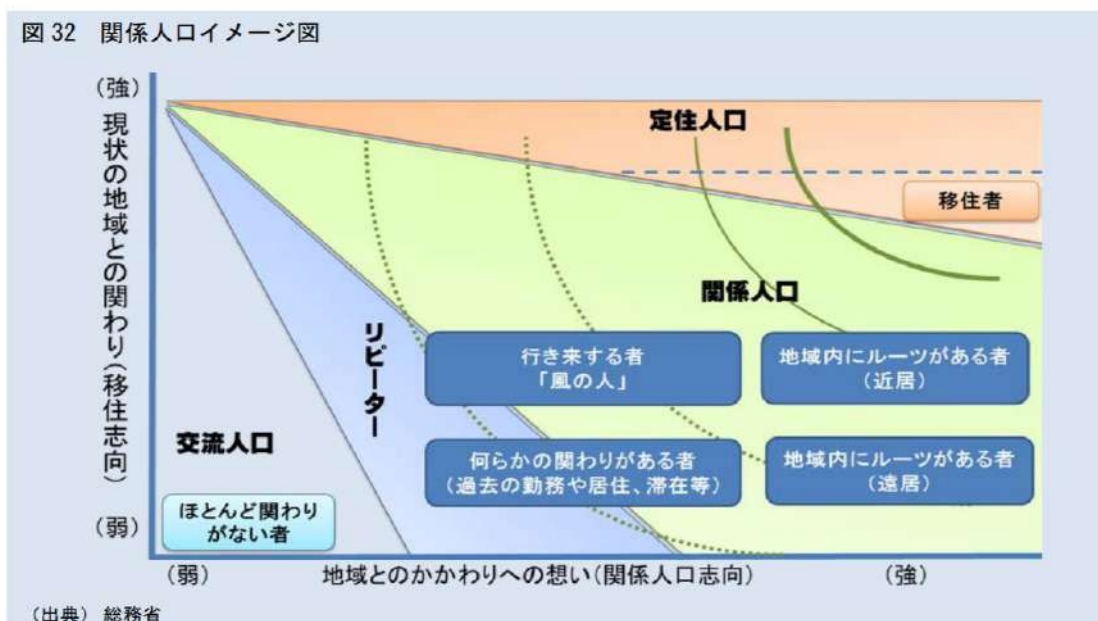 図 32　関係人口イメージ図
（強）
現状の地域との関わり（移住志向）
（弱）
定住人口
移住者
関係人口
リピーター
行き来する者
「風の人」
地域内にルーツがある者
（近居）
交流人口
何らかの関わりがある者
（過去の勤務や居住、滞在等）
地域内にルーツがある者
（遠居）
ほとんど関わり
がない者
（弱）
地域とのかかわりへの想い（関係人口志向）
（強）
（出典） 総務省